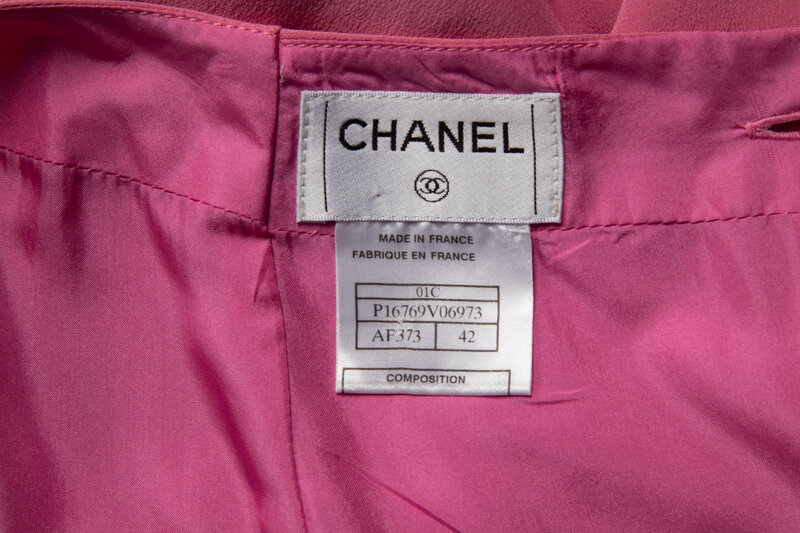 CHANEL
MADE IN FRANCE
FABRIQUE EN FRANCE
01C
P16769V06973
AF373 42
COMPOSITION